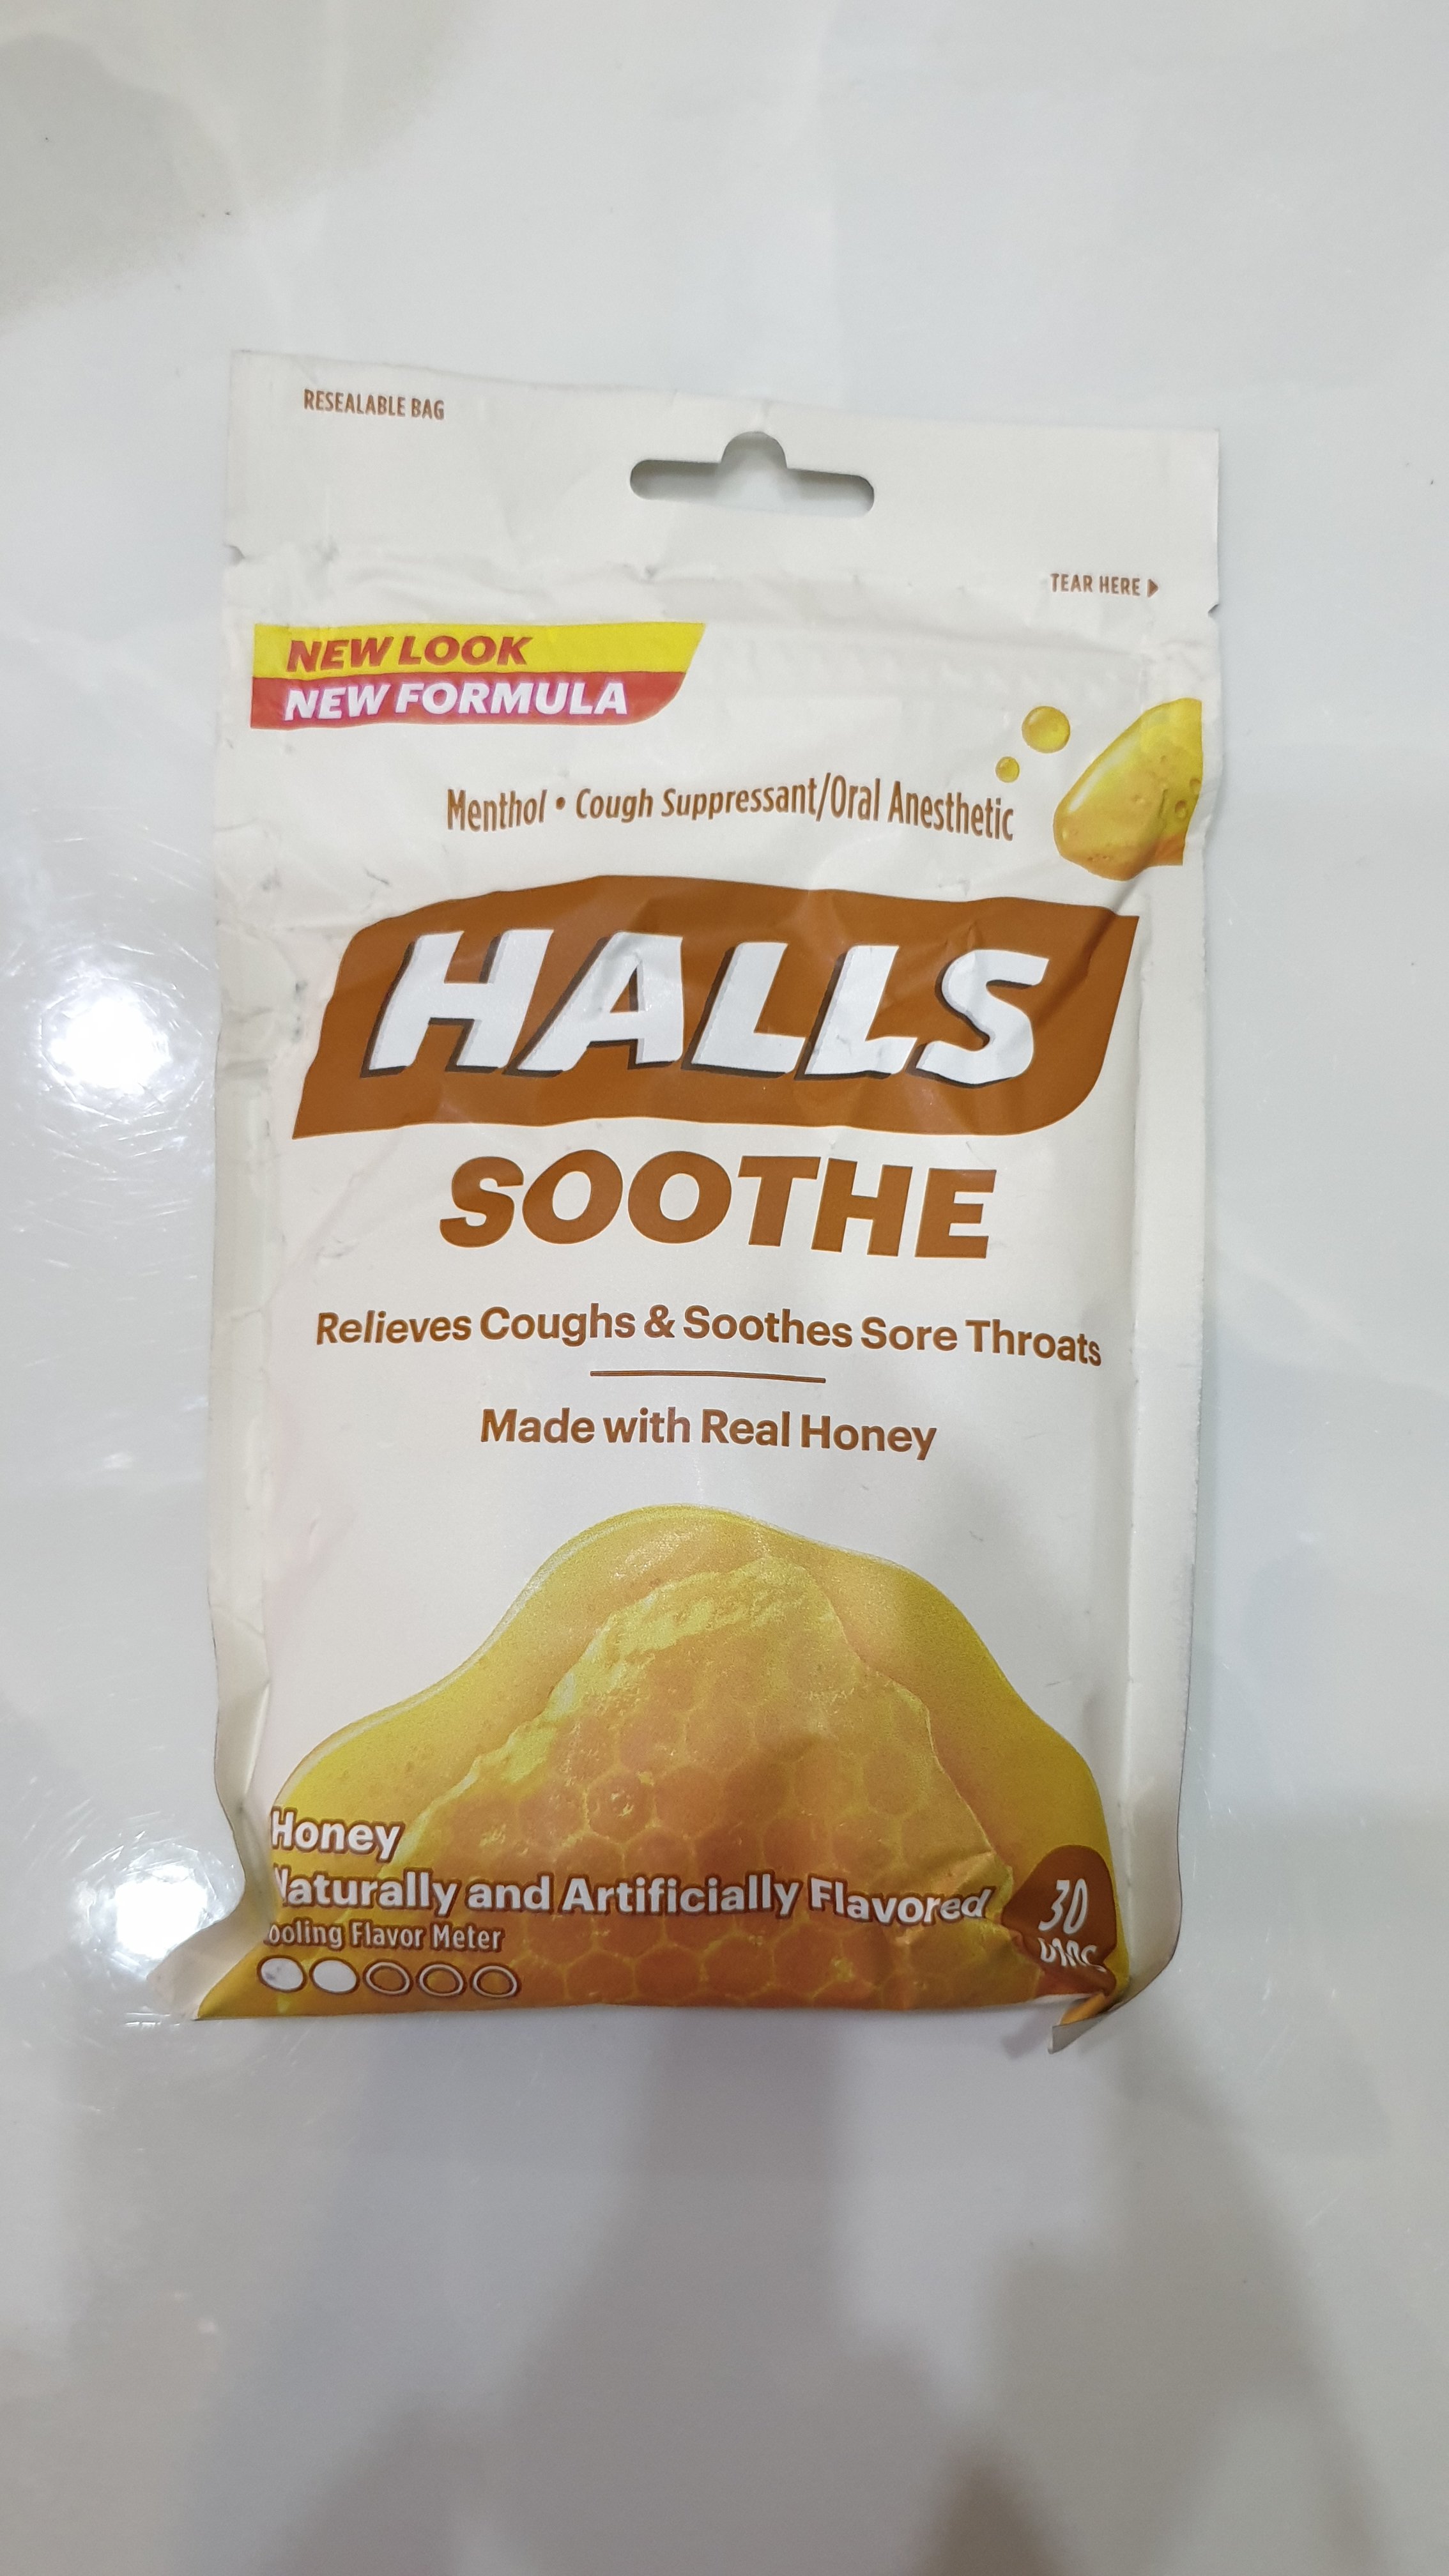 RESEALABLE BAG
TEAR HERE
NEW LOOK
NEW FORMULA
Menthol • Cough Suppressant/Oral Anesthetic
HALLS
SOOTHE
Relieves Coughs & Soothes Sore Throats
Made with Real Honey
Honey
Naturally and Artificially Flavored
ooling Flavor Meter
30